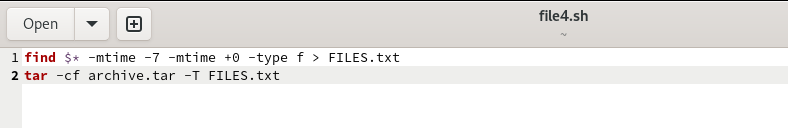 Open
file4.sh
~
1 find $* -mtime -7 -mtime +0 -type f > FILES.txt
2 tar -cf archive.tar -T FILES.txt